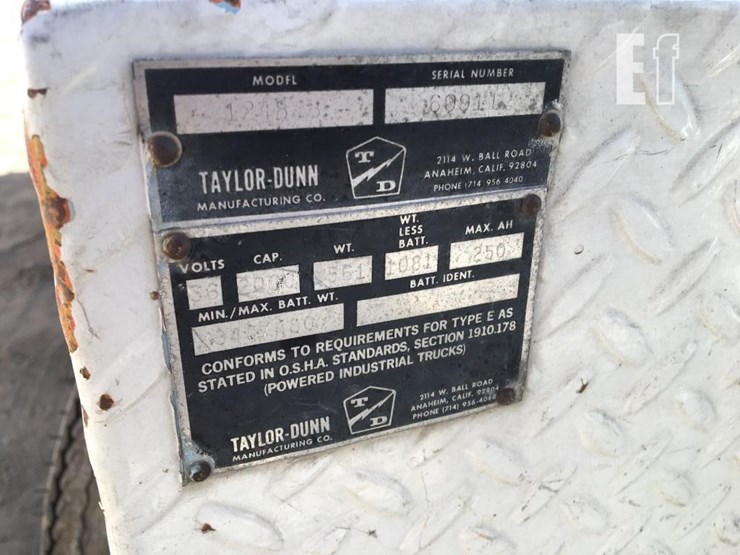 Ef
MODEL SERIAL NUMBER
TAYLOR-DUNN
MANUFACTURING CO.
T D
2114 W. BALL ROAD
ANAHEIM, CALIF. 92804
PHONE (714) 956-4040
VOLTS CAP. WT. WT. LESS BATT. MAX. AH
36 1081 250
MIN./MAX. BATT. WT. BATT. IDENT.
CONFORMS TO REQUIREMENTS FOR TYPE E AS
STATED IN O.S.H.A. STANDARDS, SECTION 1910.178
(POWERED INDUSTRIAL TRUCKS)
TAYLOR-DUNN
MANUFACTURING CO.
T D
2114 W. BALL ROAD
ANAHEIM, CALIF. 92804
PHONE (714) 956-4040